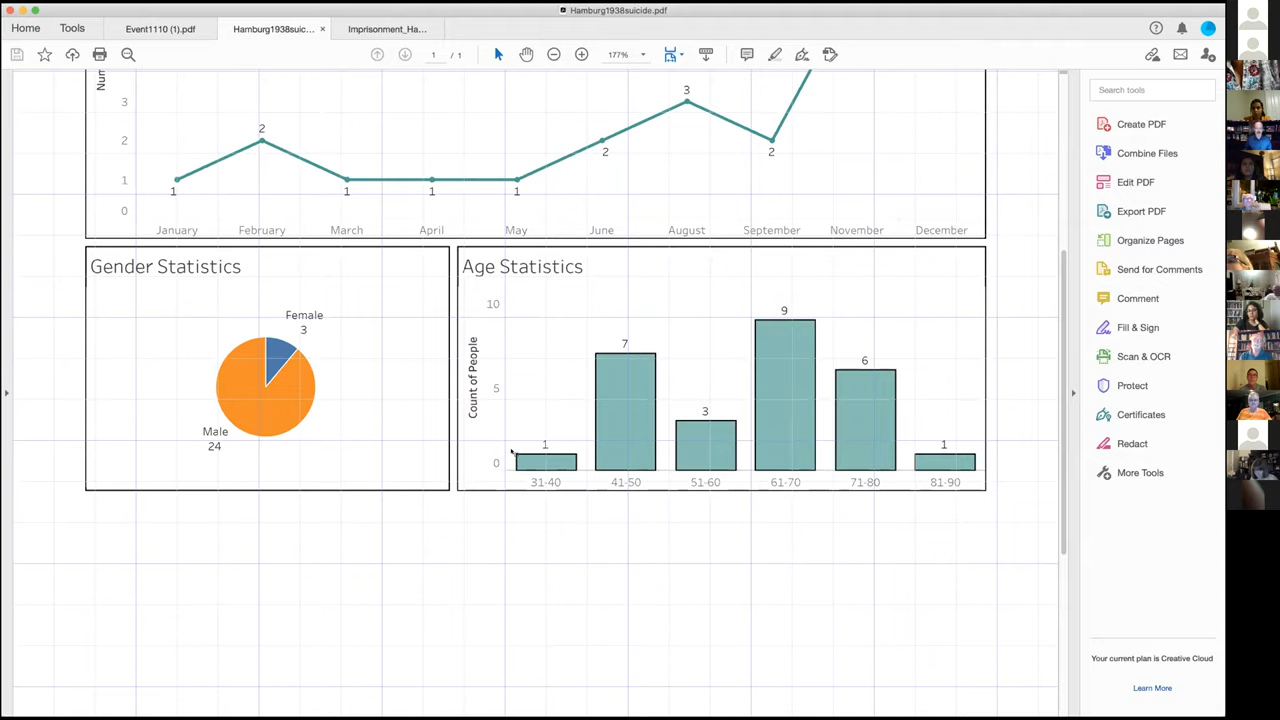 Hamburg1938suicide.pdf
Home
Tools
Event1110 (1).pdf
Hamburg1938suic... ×
Imprisonment_Ha...
1 / 1
177%
3
2
1
0
1
2
1
1
1
2
3
2
January February March April May June August September November December
Gender Statistics
Female
3
Male
24
Age Statistics
Count of People
10
5
0
1
7
3
9
6
1
31-40 41-50 51-60 61-70 71-80 81-90
Search tools
Create PDF
Combine Files
Edit PDF
Export PDF
Organize Pages
Send for Comments
Comment
Fill & Sign
Scan & OCR
Protect
Certificates
Redact
More Tools
Your current plan is Creative Cloud
Learn More